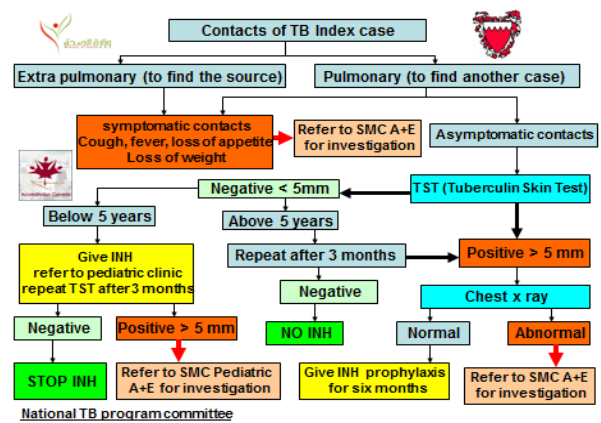 Contacts of TB Index case
وزارة الصحة
Extra pulmonary (to find the source)
Pulmonary (to find another case)
symptomatic contacts
Cough, fever, loss of appetite
Loss of weight
Refer to SMC A+E
for investigation
Asymptomatic contacts
Accreditation Canada
Negative < 5mm
TST (Tuberculin Skin Test)
Below 5 years
Above 5 years
Give INH
refer to pediatric clinic
repeat TST after 3 months
Repeat after 3 months
Positive > 5 mm
Negative
Chest x ray
Negative
Positive > 5 mm
NO INH
Normal
Abnormal
STOP INH
Refer to SMC Pediatric
A+E for investigation
Give INH prophylaxis
for six months
Refer to SMC A+E
for investigation
National TB program committee